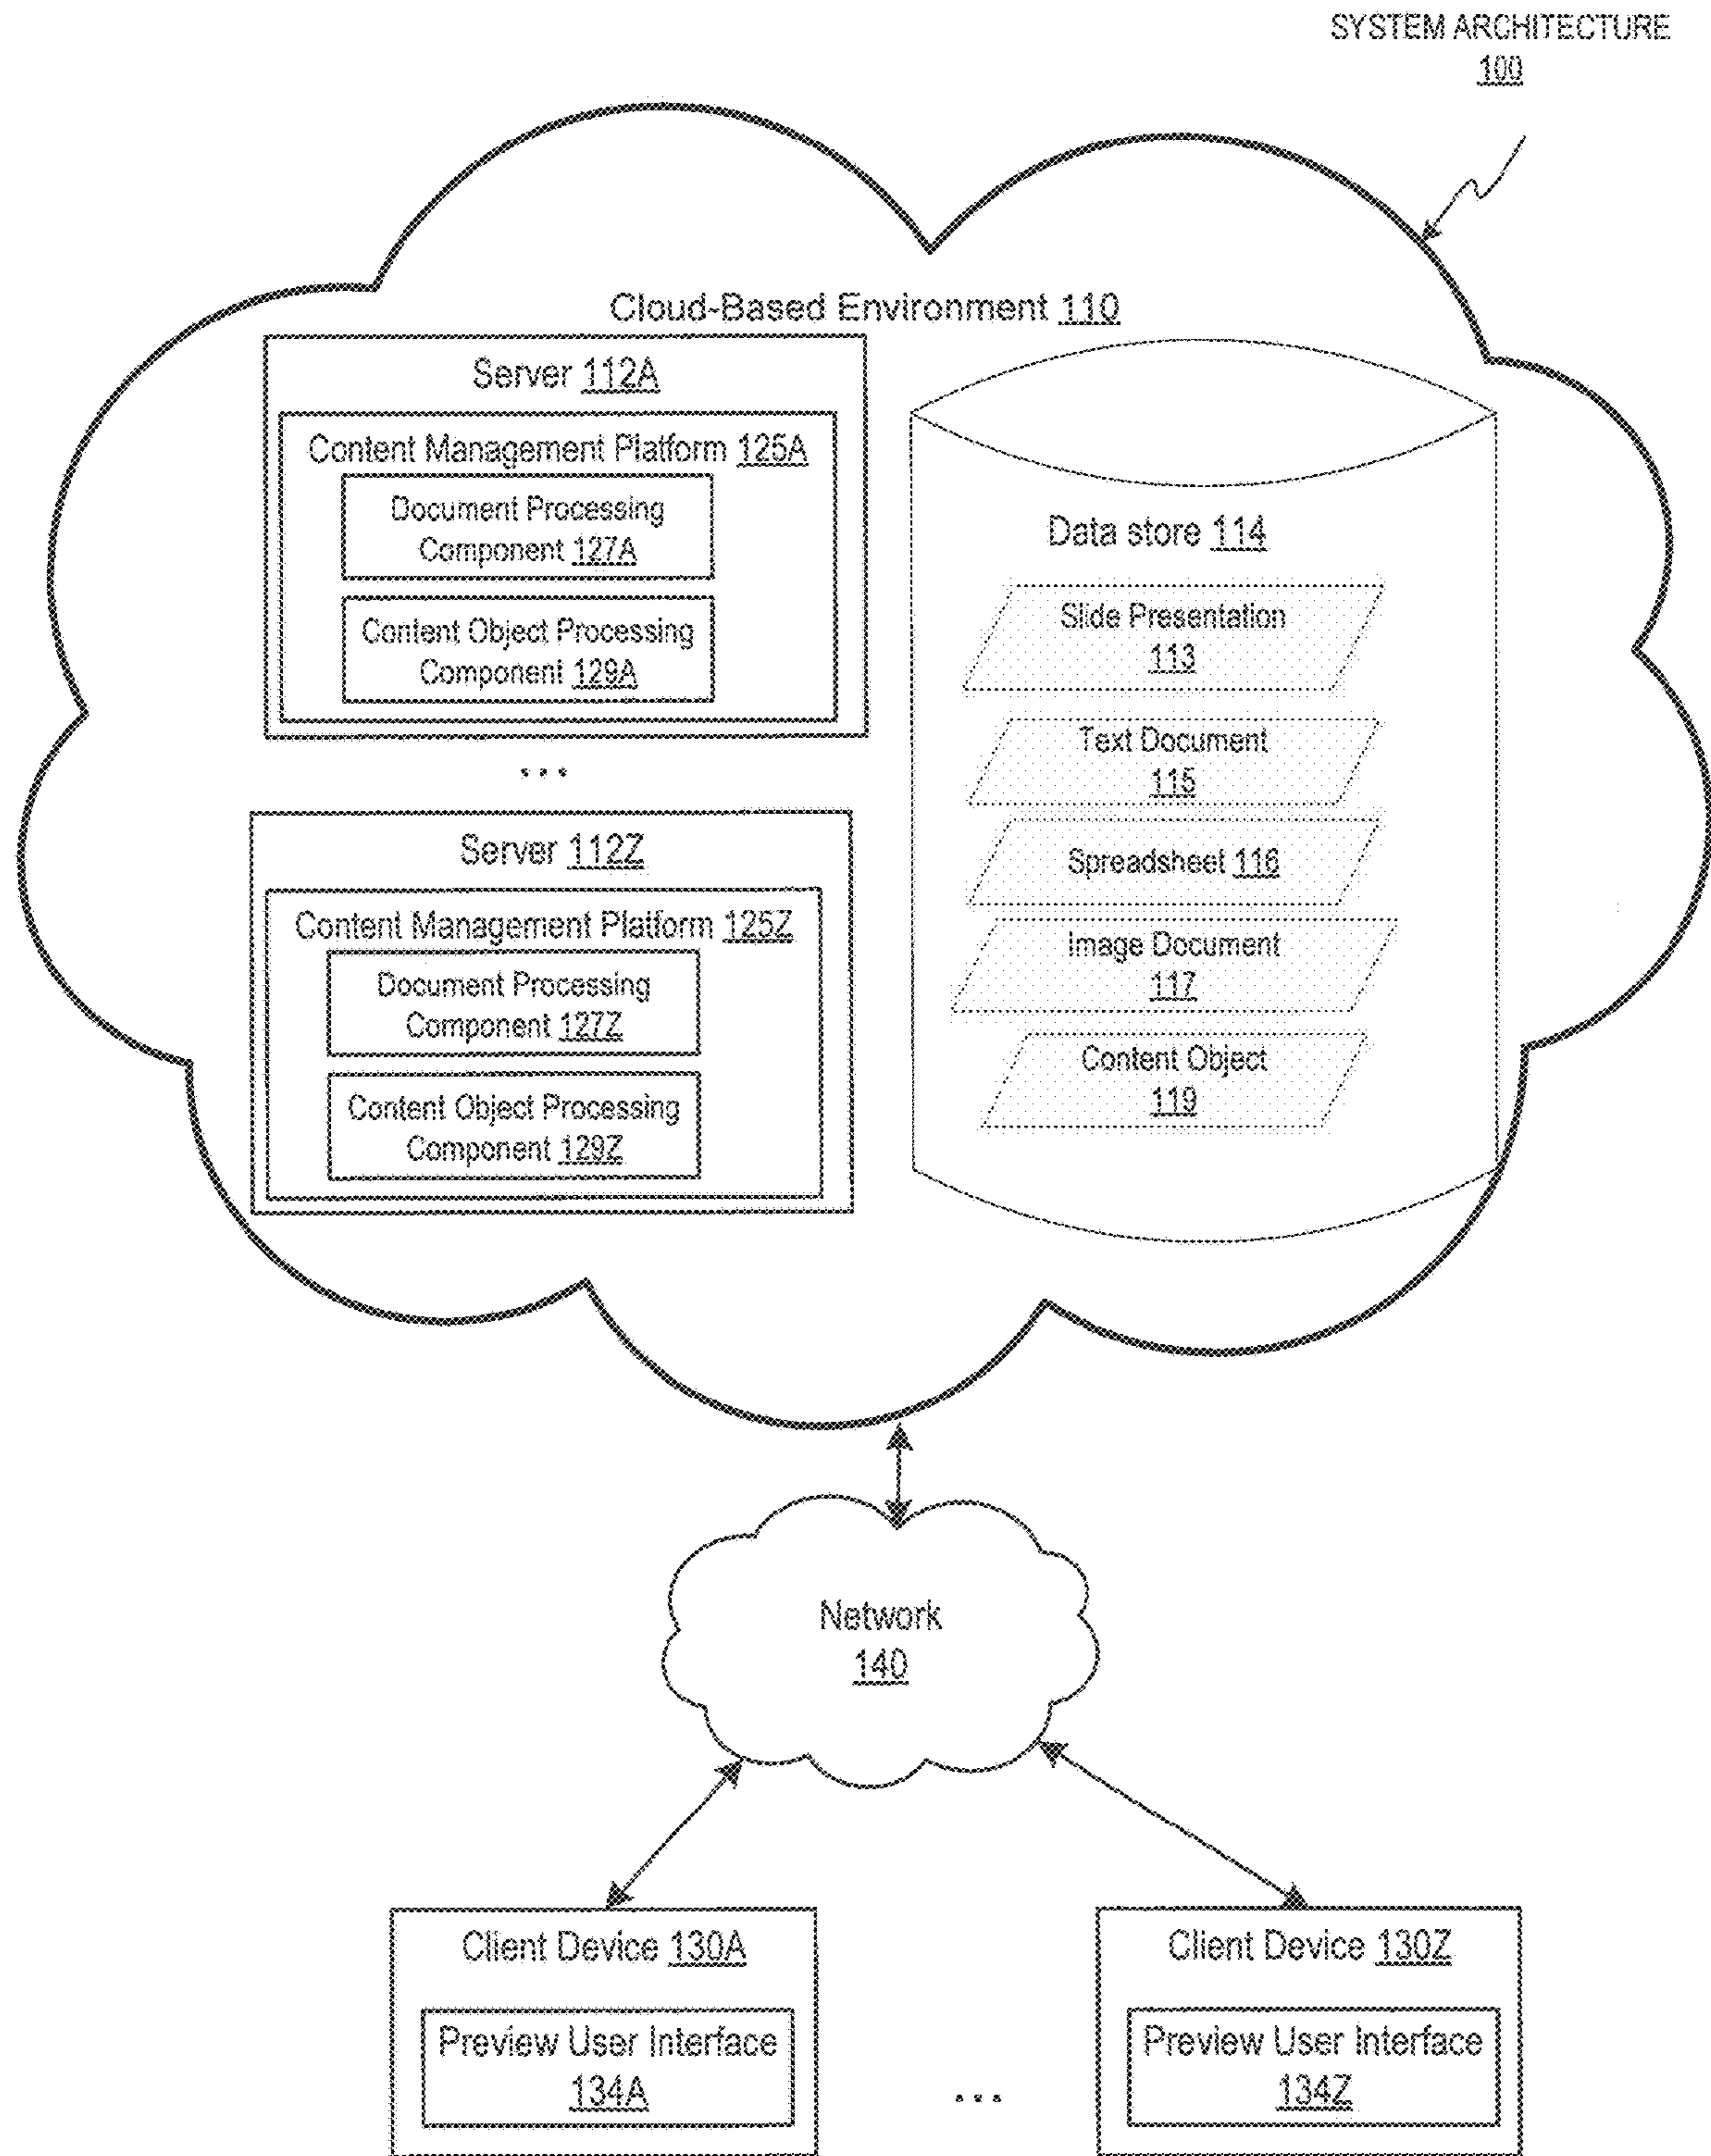 SYSTEM ARCHITECTURE
100
Cloud-Based Environment 110
Server 112A
Content Management Platform 125A
Document Processing
Component 127A
Content Object Processing
Component 129A
...
Server 112Z
Content Management Platform 125Z
Document Processing
Component 127Z
Content Object Processing
Component 129Z
Data store 114
Slide Presentation
113
Text Document
115
Spreadsheet 116
Image Document
117
Content Object
119
Network
140
Client Device 130A
Preview User Interface
134A
...
Client Device 130Z
Preview User Interface
134Z